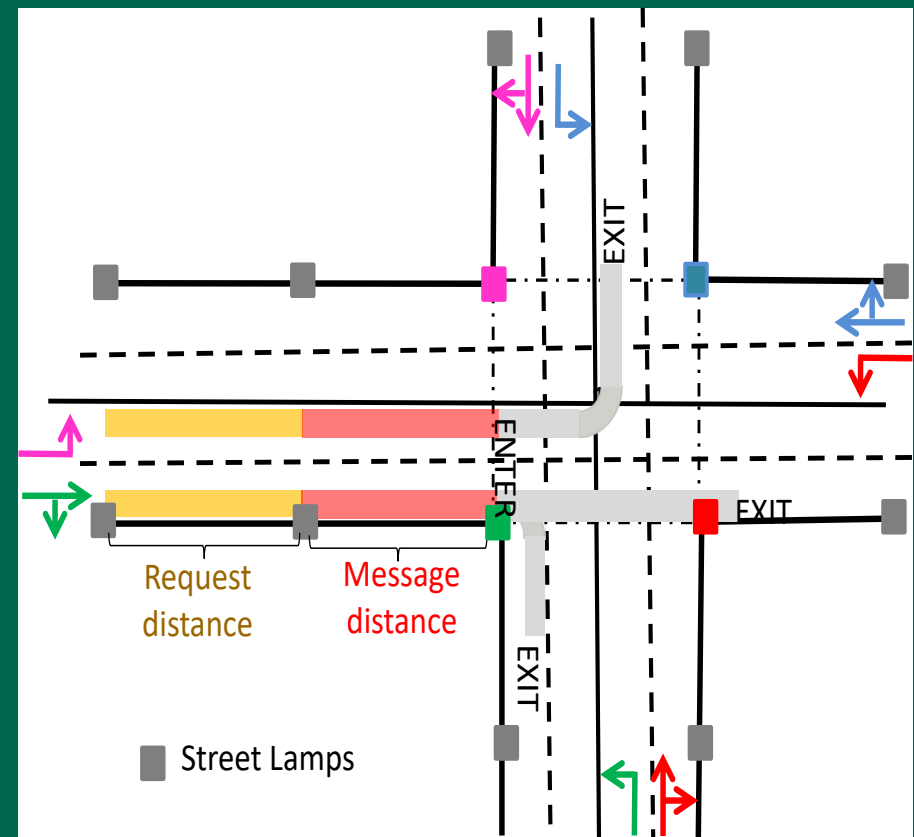 EXIT
ENTER
EXIT
Request
distance
Message
distance
EXIT
Street Lamps